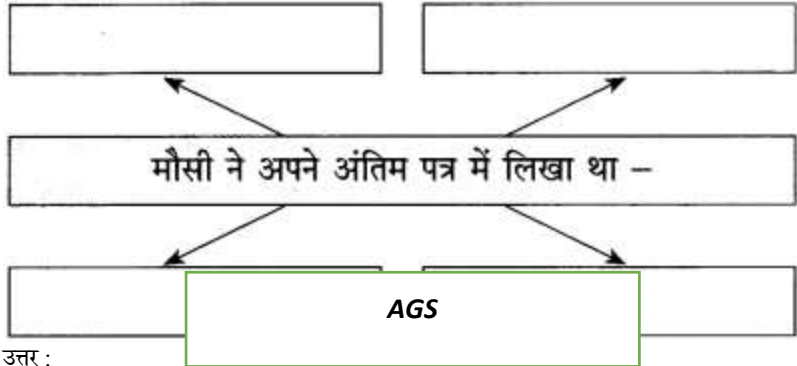 मौसी ने अपने अंतिम पत्र में लिखा था –
AGS
उत्तर :